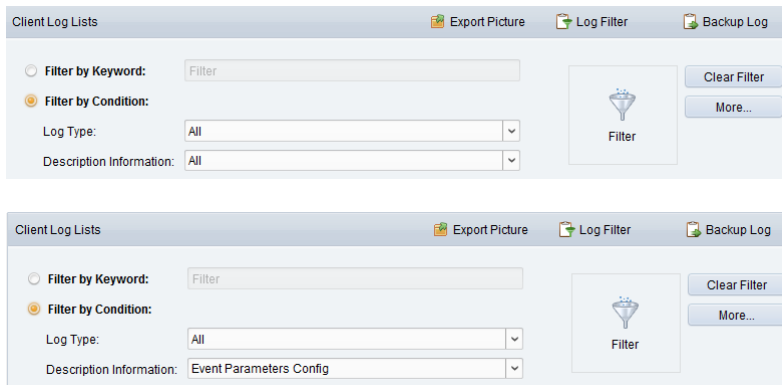 Client Log Lists Export Picture Log Filter Backup Log
Filter by Keyword: Filter Clear Filter
Filter by Condition: More...
Log Type: All Filter
Description Information: All
Client Log Lists Export Picture Log Filter Backup Log
Filter by Keyword: Filter Clear Filter
Filter by Condition: More...
Log Type: All Filter
Description Information: Event Parameters Config